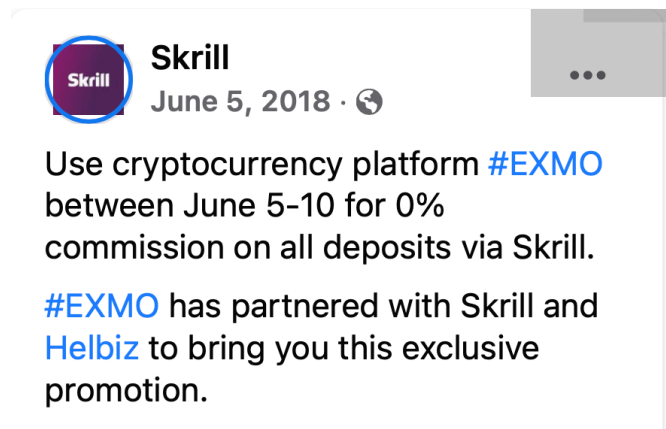 Skrill
Skrill
June 5, 2018 ·
Use cryptocurrency platform #EXMO
between June 5-10 for 0%
commission on all deposits via Skrill.
#EXMO has partnered with Skrill and
Helbiz to bring you this exclusive
promotion.